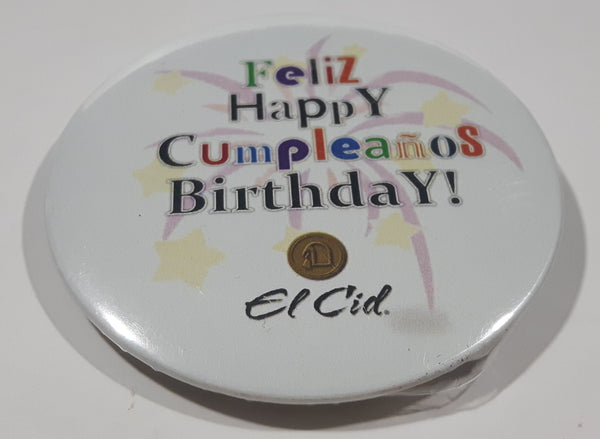 FeliZ
HappY
CumpleañoS
BirthdaY!
El Cid.